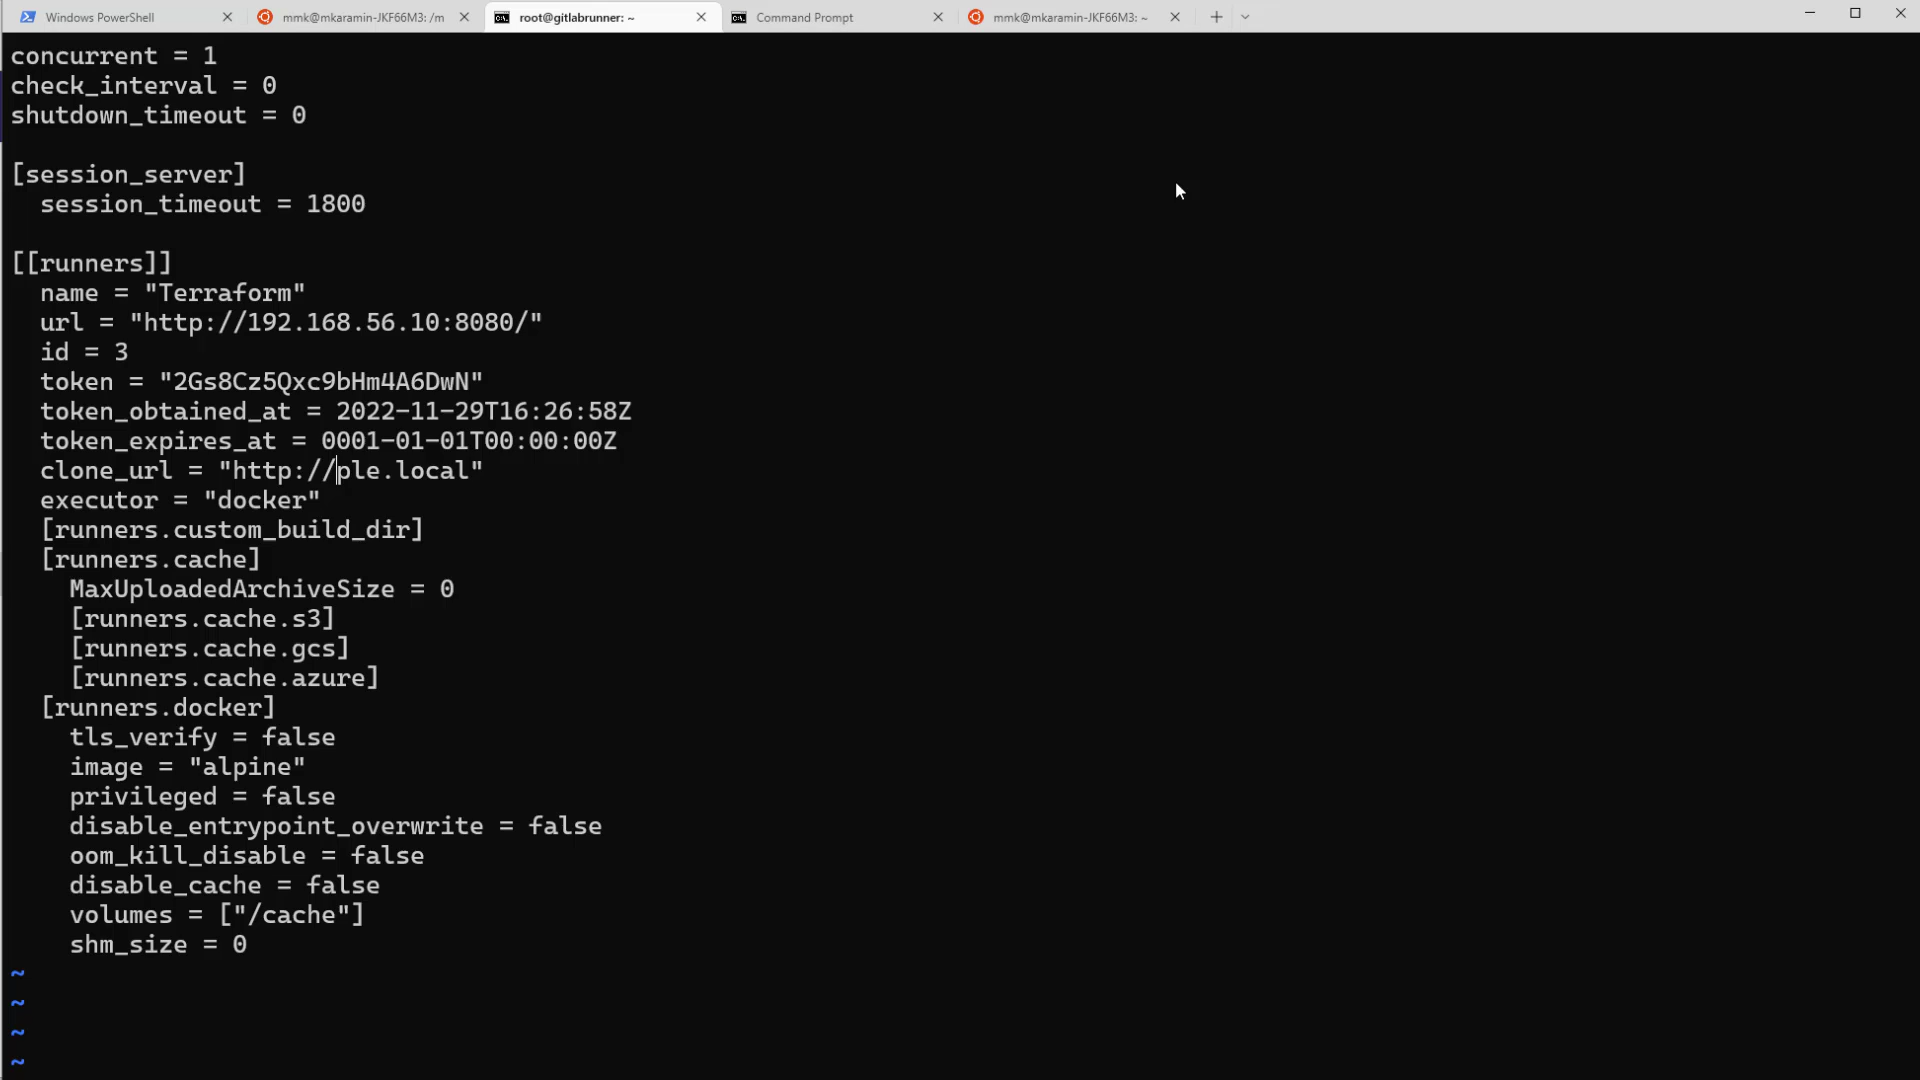 Windows PowerShell
mmk@mkaramin-JKF66M3: /m
root@gitlabrunner: ~
Command Prompt
mmk@mkaramin-JKF66M3: ~
concurrent = 1
check_interval = 0
shutdown_timeout = 0
[session_server]
session_timeout = 1800
[[runners]]
name = "Terraform"
url = "http://192.168.56.10:8080/"
id = 3
token = "2Gs8Cz5Qxc9bHm4A6DwN"
token_obtained_at = 2022-11-29T16:26:58Z
token_expires_at = 0001-01-01T00:00:00Z
clone_url = "http://ple.local"
executor = "docker"
[runners.custom_build_dir]
[runners.cache]
MaxUploadedArchiveSize = 0
[runners.cache.s3]
[runners.cache.gcs]
[runners.cache.azure]
[runners.docker]
tls_verify = false
image = "alpine"
privileged = false
disable_entrypoint_overwrite = false
oom_kill_disable = false
disable_cache = false
volumes = ["/cache"]
shm_size = 0
~
~
~
~